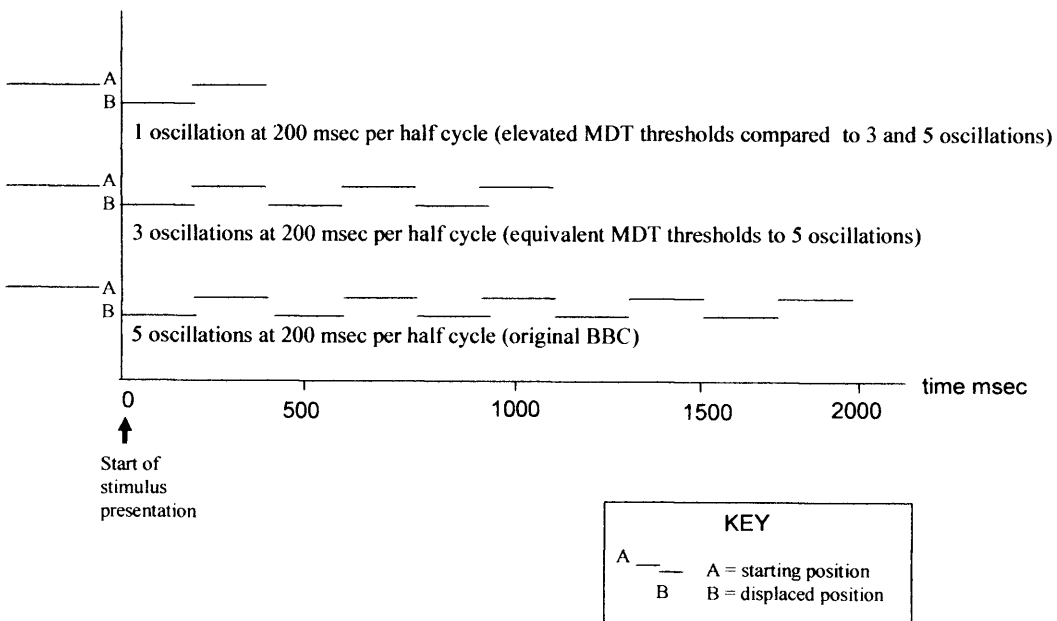 A
B
1 oscillation at 200 msec per half cycle (elevated MDT thresholds compared to 3 and 5 oscillations)
A
B
3 oscillations at 200 msec per half cycle (equivalent MDT thresholds to 5 oscillations)
A
B
5 oscillations at 200 msec per half cycle (original BBC)
time msec
0 500 1000 1500 2000
Start of
stimulus
presentation
KEY
A
A = starting position
B B = displaced position